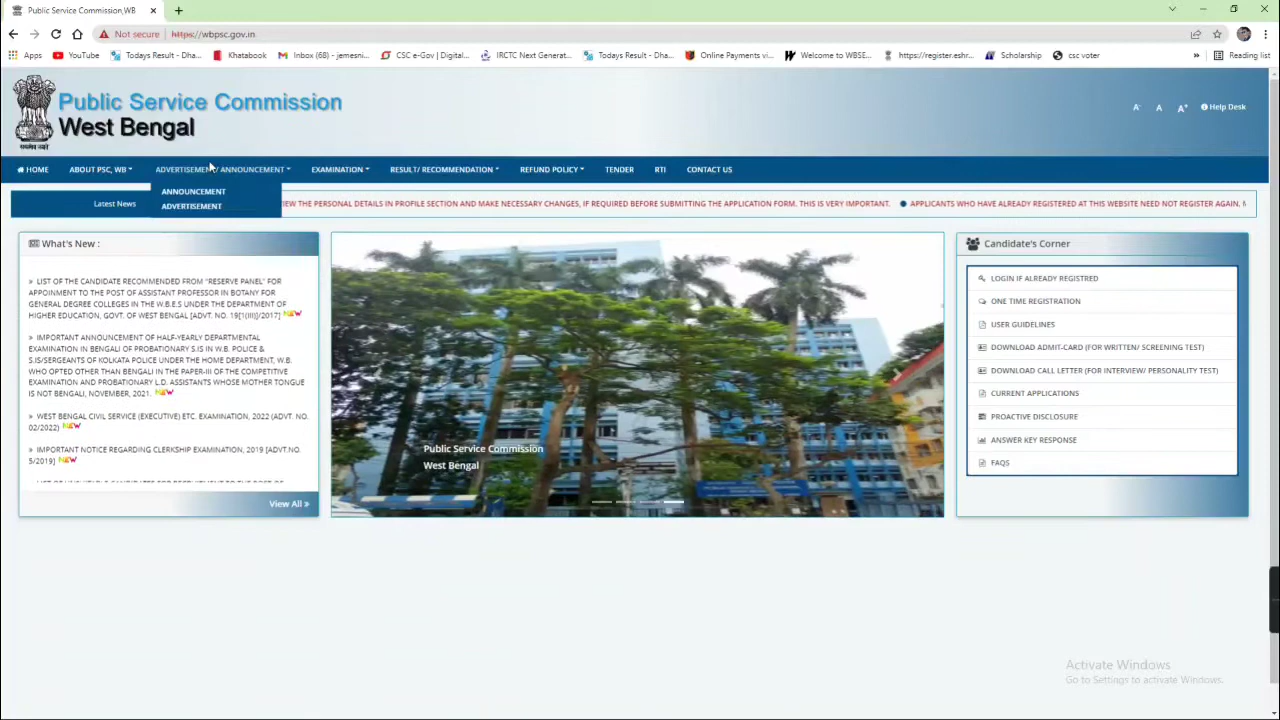 Public Service Commission,WB
Not secure https://wbpsc.gov.in
Apps YouTube Todays Result - Dha... Khatabook Inbox (68) - jemesni... CSC e-Gov | Digital... IRCTC Next Generat... Todays Result - Dha... Online Payments vi... Welcome to WBSE... https://register.eshr... Scholarship csc voter » Reading list
Public Service Commission
West Bengal
सत्यमेव जयते
A- A A+ Help Desk
HOME ABOUT PSC, WB ADVERTISEMENT/ ANNOUNCEMENT EXAMINATION RESULT/ RECOMMENDATION REFUND POLICY TENDER RTI CONTACT US
ANNOUNCEMENT
ADVERTISEMENT
Latest News IEW THE PERSONAL DETAILS IN PROFILE SECTION AND MAKE NECESSARY CHANGES, IF REQUIRED BEFORE SUBMITTING THE APPLICATION FORM. THIS IS VERY IMPORTANT. APPLICANTS WHO HAVE ALREADY REGISTERED AT THIS WEBSITE NEED NOT REGISTER AGAIN,
What's New :
» LIST OF THE CANDIDATE RECOMMENDED FROM "RESERVE PANEL" FOR
APPOINMENT TO THE POST OF ASSISTANT PROFESSOR IN BOTANY FOR
GENERAL DEGREE COLLEGES IN THE W.B.E.S UNDER THE DEPARTMENT OF
HIGHER EDUCATION, GOVT. OF WEST BENGAL [ADVT. NO. 19[1(III)]/2017] NEW
» IMPORTANT ANNOUNCEMENT OF HALF-YEARLY DEPARTMENTAL
EXAMINATION IN BENGALI OF PROBATIONARY S.IS IN W.B. POLICE &
S.IS/SERGEANTS OF KOLKATA POLICE UNDER THE HOME DEPARTMENT, W.B.
WHO OPTED OTHER THAN BENGALI IN THE PAPER-III OF THE COMPETITIVE
EXAMINATION AND PROBATIONARY L.D. ASSISTANTS WHOSE MOTHER TONGUE
IS NOT BENGALI, NOVEMBER, 2021. NEW
» WEST BENGAL CIVIL SERVICE (EXECUTIVE) ETC. EXAMINATION, 2022 (ADVT. NO.
02/2022) NEW
» IMPORTANT NOTICE REGARDING CLERKSHIP EXAMINATION, 2019 [ADVT.NO.
5/2019] NEW
View All »
Public Service Commission
West Bengal
Candidate's Corner
LOGIN IF ALREADY REGISTRED
ONE TIME REGISTRATION
USER GUIDELINES
DOWNLOAD ADMIT-CARD (FOR WRITTEN/ SCREENING TEST)
DOWNLOAD CALL LETTER (FOR INTERVIEW/ PERSONALITY TEST)
CURRENT APPLICATIONS
PROACTIVE DISCLOSURE
ANSWER KEY RESPONSE
FAQS
Activate Windows
Go to Settings to activate Windows.